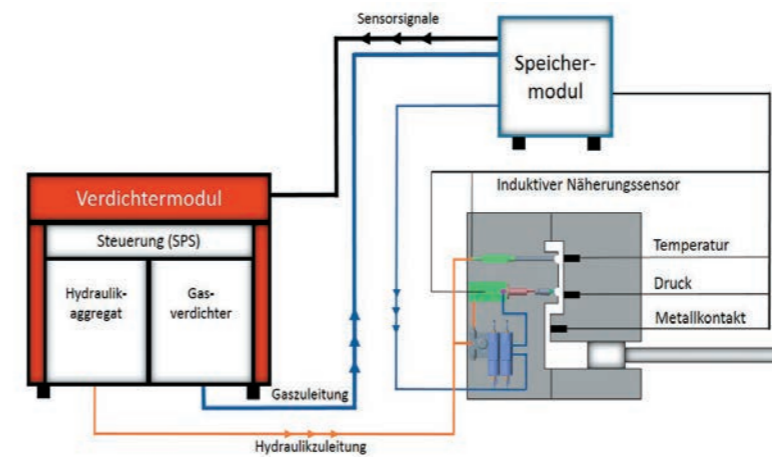 Sensorsignale
Speicher-
modul
Verdichtermodul
Steuerung (SPS)
Hydraulik-
aggregat
Gas-
verdichter
Induktiver Näherungssensor
Temperatur
Druck
Metallkontakt
Gaszuleitung
Hydraulikzuleitung